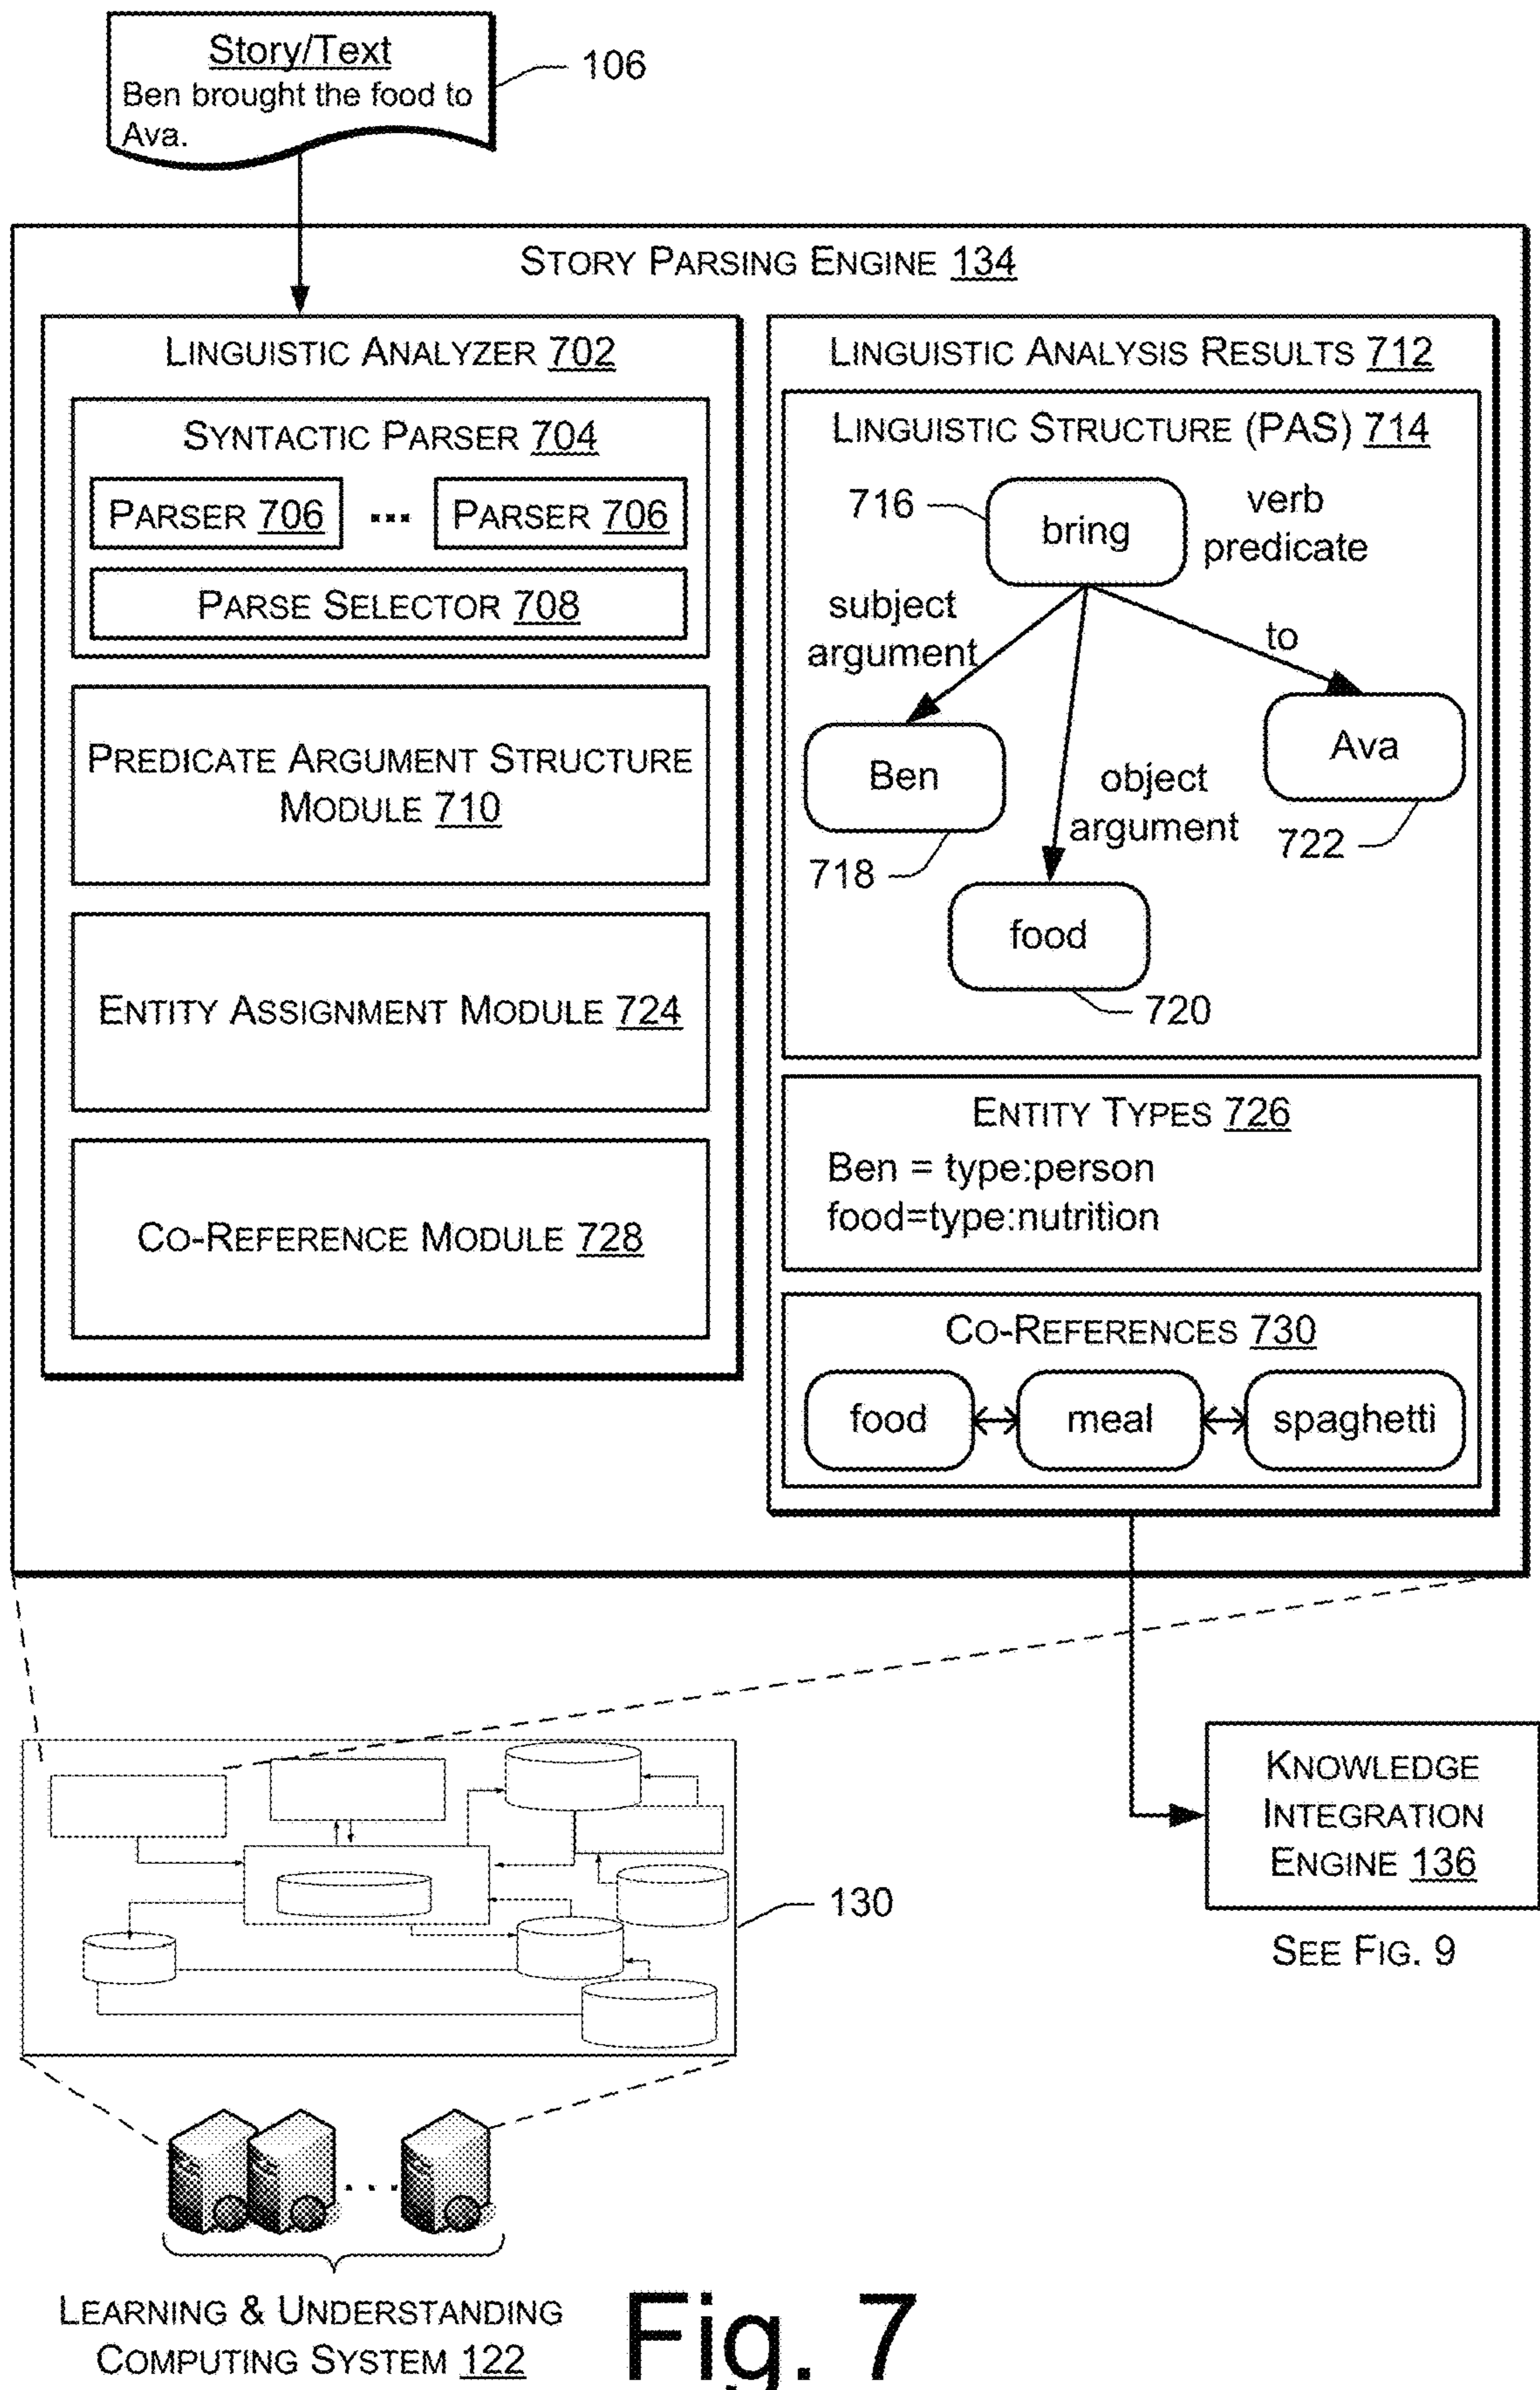 Story/Text
Ben brought the food to
Ava.
106
STORY PARSING ENGINE 134
LINGUISTIC ANALYZER 702
SYNTACTIC PARSER 704
PARSER 706 ... PARSER 706
PARSE SELECTOR 708
PREDICATE ARGUMENT STRUCTURE
MODULE 710
ENTITY ASSIGNMENT MODULE 724
CO-REFERENCE MODULE 728
LINGUISTIC ANALYSIS RESULTS 712
LINGUISTIC STRUCTURE (PAS) 714
716
bring
verb
predicate
subject
argument
to
Ben
718
object
argument
Ava
722
food
720
ENTITY TYPES 726
Ben = type:person
food=type:nutrition
CO-REFERENCES 730
food
meal
spaghetti
KNOWLEDGE
INTEGRATION
ENGINE 136
SEE FIG. 9
130
...
LEARNING & UNDERSTANDING
COMPUTING SYSTEM 122
Fig. 7